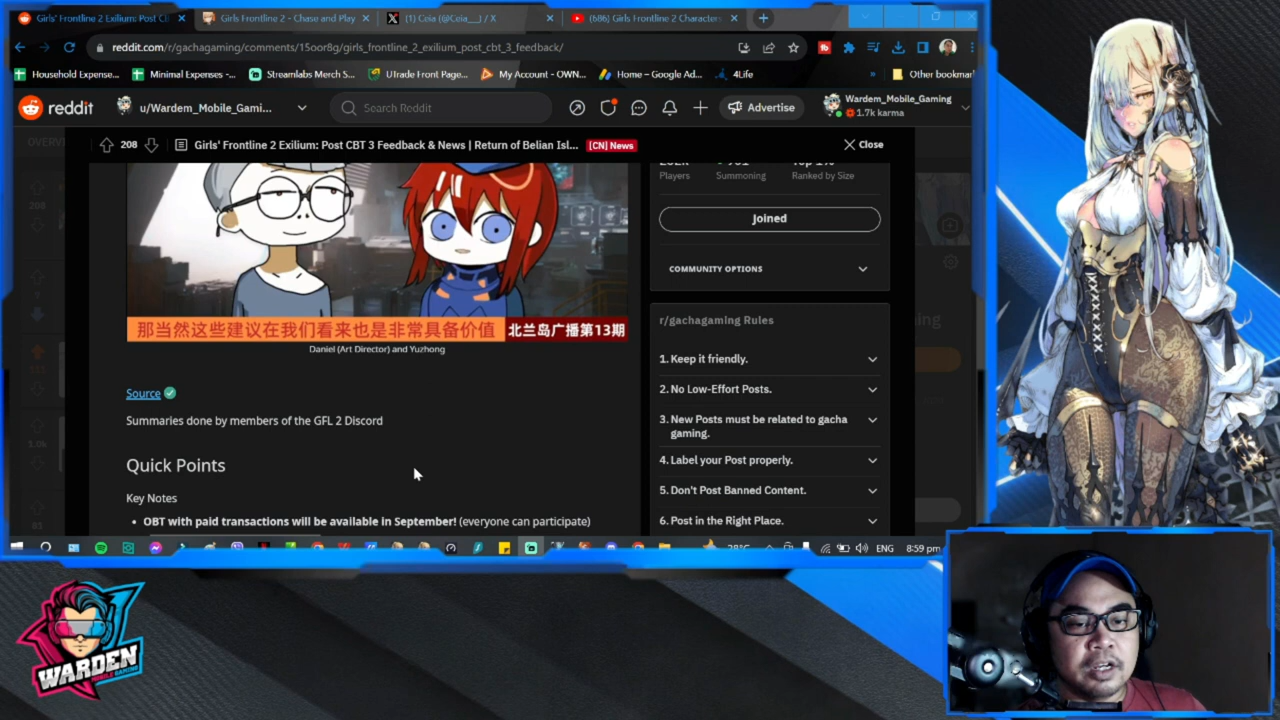 Girls' Frontline 2 Exilium: Post CI
Girls Frontline 2 - Chase and Play
(1) Ceia (@Ceia__) / X
(686) Girls Frontline 2 Characters
reddit.com/r/gachagaming/comments/15oor8g/girls_frontline_2_exilium_post_cbt_3_feedback/
Household Expense...
Minimal Expenses -...
Streamlabs Merch S...
UTrade Front Page...
My Account - OWN...
Home – Google Ad...
4Life
»
Other bookmar
reddit
u/Wardem_Mobile_Gami...
Search Reddit
Advertise
Wardem_Mobile_Gaming
1.7k karma
208
Girls' Frontline 2 Exilium: Post CBT 3 Feedback & News | Return of Belian Isl...
[CN] News
Close
Players
Summoning
Ranked by Size
Joined
COMMUNITY OPTIONS
r/gachagaming Rules
1. Keep it friendly.
2. No Low-Effort Posts.
3. New Posts must be related to gacha
gaming.
4. Label your Post properly.
5. Don't Post Banned Content.
6. Post in the Right Place.
那当然这些建议在我们看来也是非常具备价值
北兰岛广播第13期
Daniel (Art Director) and Yuzhong
Source
Summaries done by members of the GFL 2 Discord
Quick Points
Key Notes
• OBT with paid transactions will be available in September! (everyone can participate)
ENG
8:59 pm
WARDEN
MOBILE GAMING